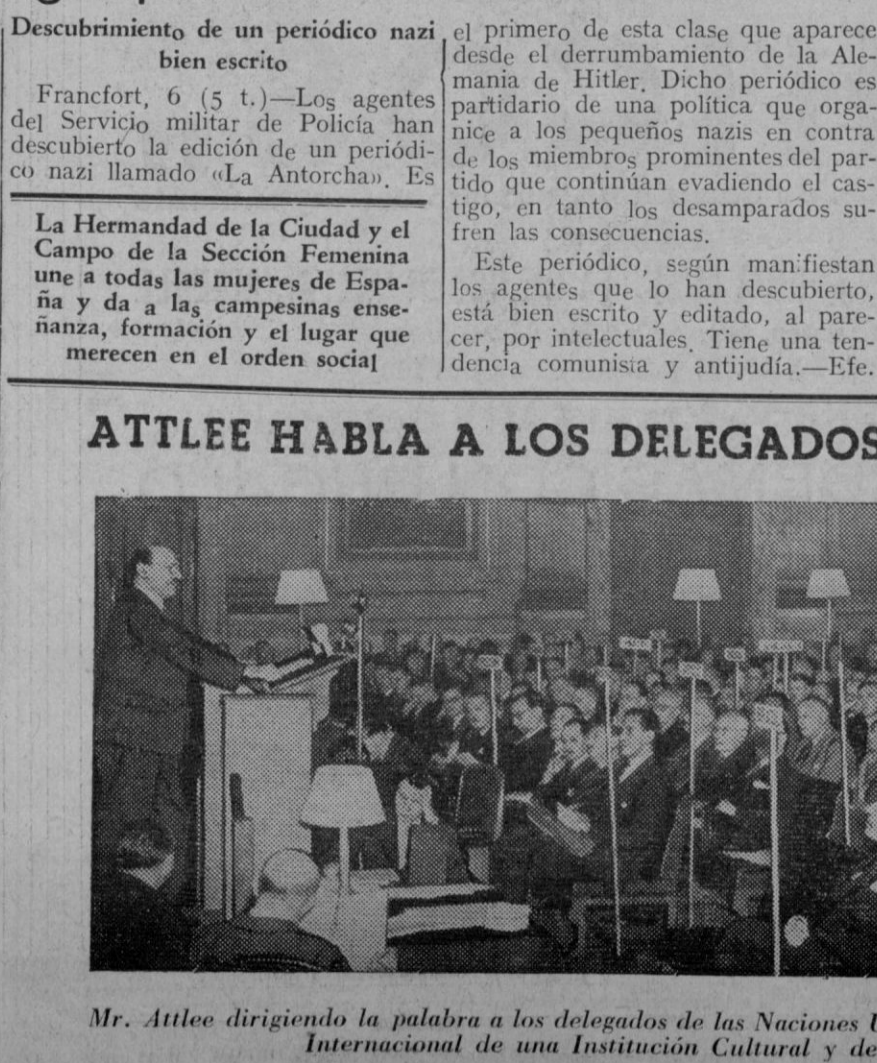 Descubrimiento de un periódico nazi
bien escrito
Francfort, 6 (5 t.)—Los agentes
del Servicio militar de Policía han
descubierto la edición de un periódi-
co nazi llamado «La Antorcha». Es
el primero de esta clase que aparece
desde el derrumbamiento de la Ale-
mania de Hitler. Dicho periódico es
partidario de una política que orga-
nice a los pequeños nazis en contra
de los miembros prominentes del par-
tido que continúan evadiendo el cas-
tigo, en tanto los desamparados su-
fren las consecuencias.
Este periódico, según manifiestan
los agentes que lo han descubierto,
está bien escrito y editado, al pare-
cer, por intelectuales. Tiene una ten-
dencia comunista y antijudía.—Efe.
La Hermandad de la Ciudad y el
Campo de la Sección Femenina
une a todas las mujeres de Espa-
ña y da a las campesinas ense-
ñanza, formación y el lugar que
merecen en el orden social
ATTLEE HABLA A LOS DELEGADOS
Mr. Attlee dirigiendo la palabra a los delegados de las Naciones
Internacional de una Institución Cultural y de